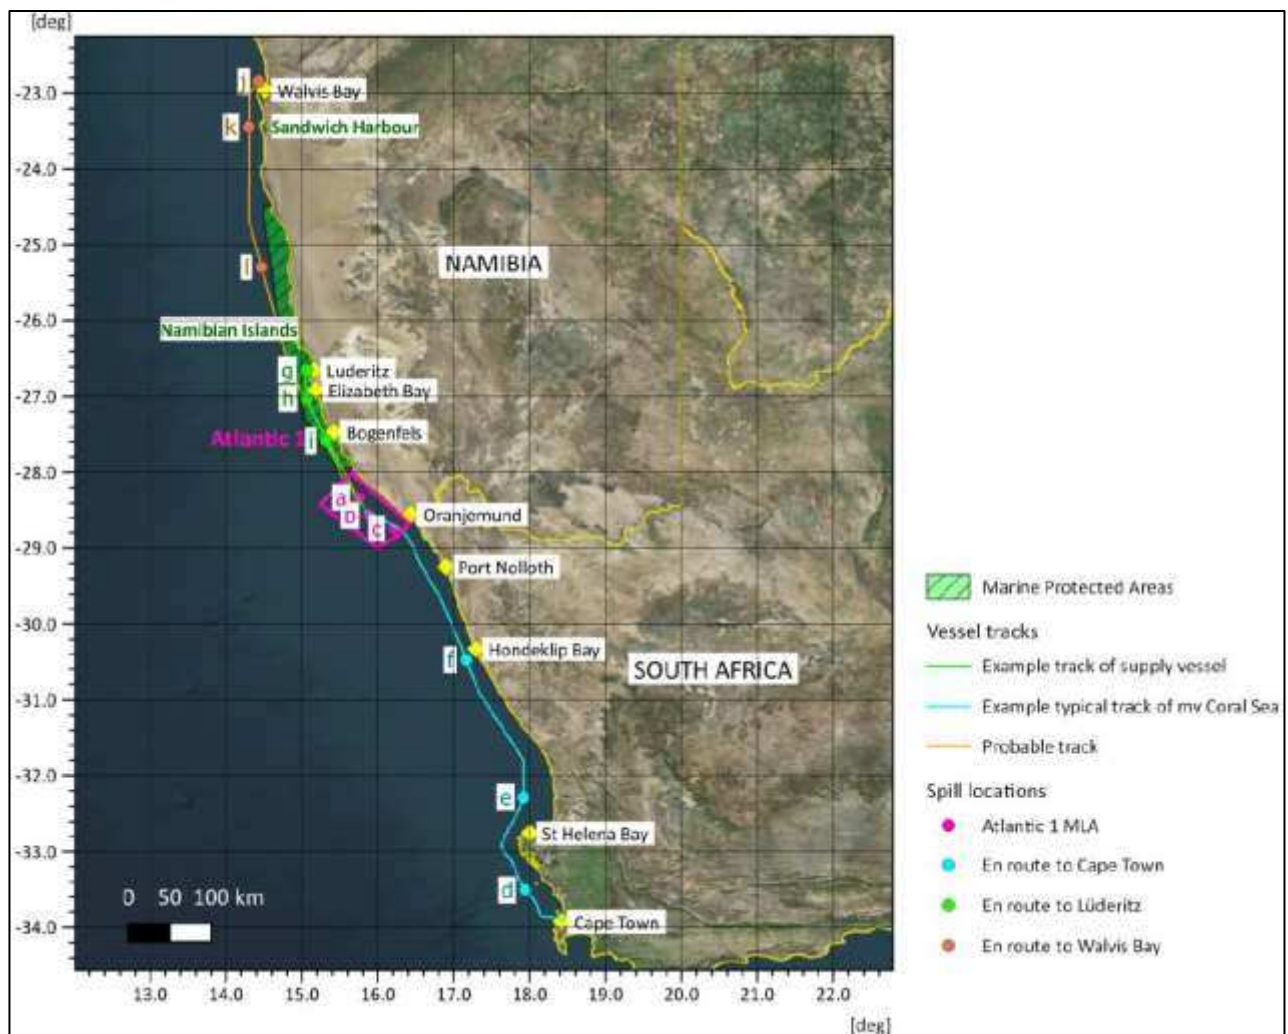 [deg]
j
Walvis Bay
-23.0
k
Sandwich Harbour
-24.0
-25.0
l
NAMIBIA
-26.0
Namibian Islands
g
Luderitz
-27.0
h
Elizabeth Bay
Atlantic 1
i
Bogenfels
-28.0
a
b
c
Oranjemund
-29.0
Port Nolloth
-30.0
f
Hondeklip Bay
SOUTH AFRICA
-31.0
-32.0
e
St Helena Bay
-33.0
d
0 50 100 km
-34.0
Cape Town
13.0 14.0 15.0 16.0 17.0 18.0 19.0 20.0 21.0 22.0
[deg]
Marine Protected Areas
Vessel tracks
Example track of supply vessel
Example typical track of mv Coral Sea
Probable track
Spill locations
Atlantic 1 MLA
En route to Cape Town
En route to Lüderitz
En route to Walvis Bay